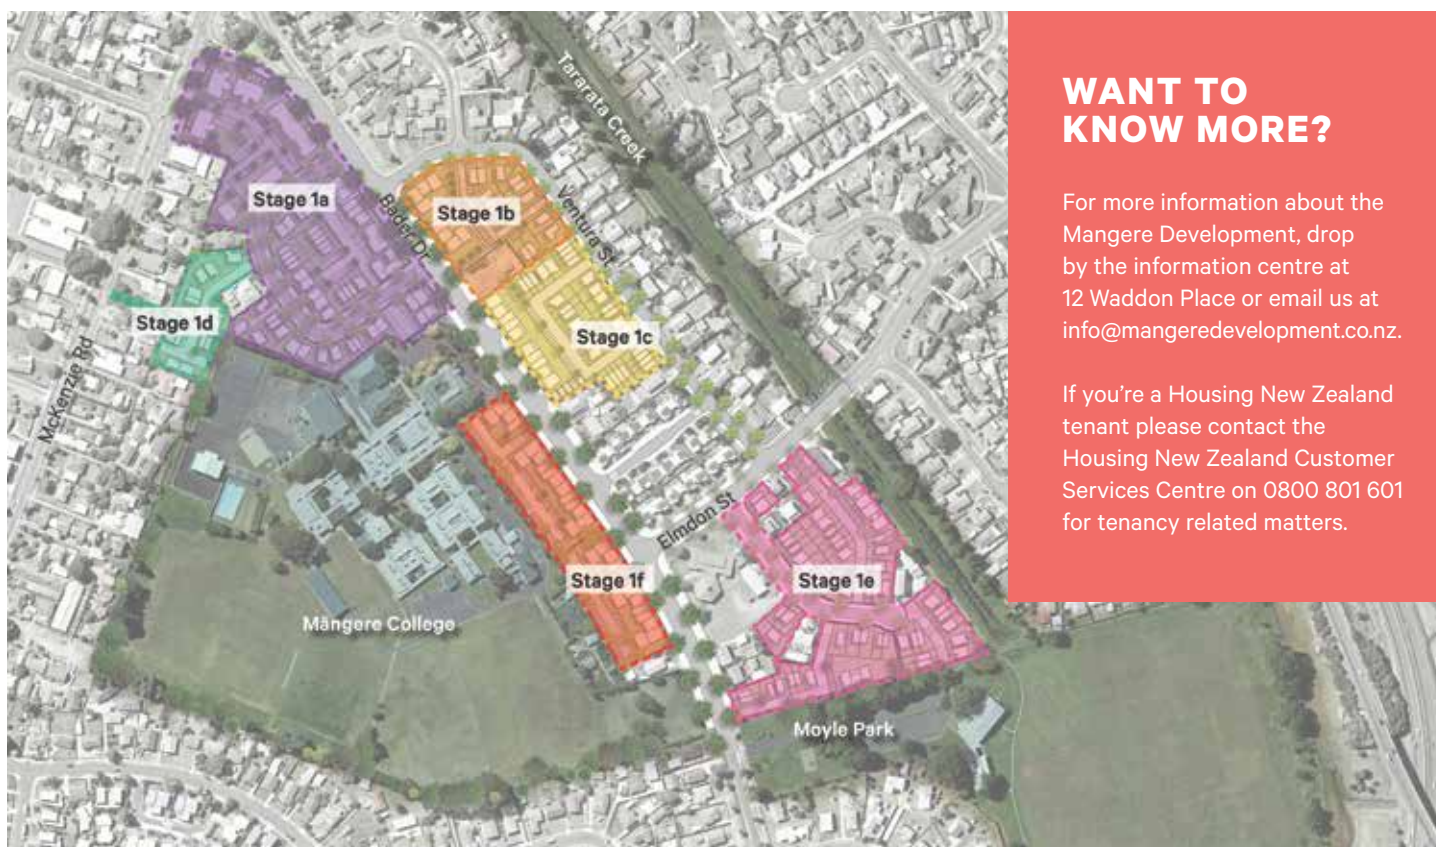 Tararata Creek
Stage 1a
Bader Dr
Stage 1b
Ventura St
Stage 1d
Stage 1c
McKenzie Rd
Elmdon St
Stage 1f
Stage 1e
Māngere College
Moyle Park
WANT TO
KNOW MORE?
For more information about the
Mangere Development, drop
by the information centre at
12 Waddon Place or email us at
info@mangeredevelopment.co.nz.
If you’re a Housing New Zealand
tenant please contact the
Housing New Zealand Customer
Services Centre on 0800 801 601
for tenancy related matters.